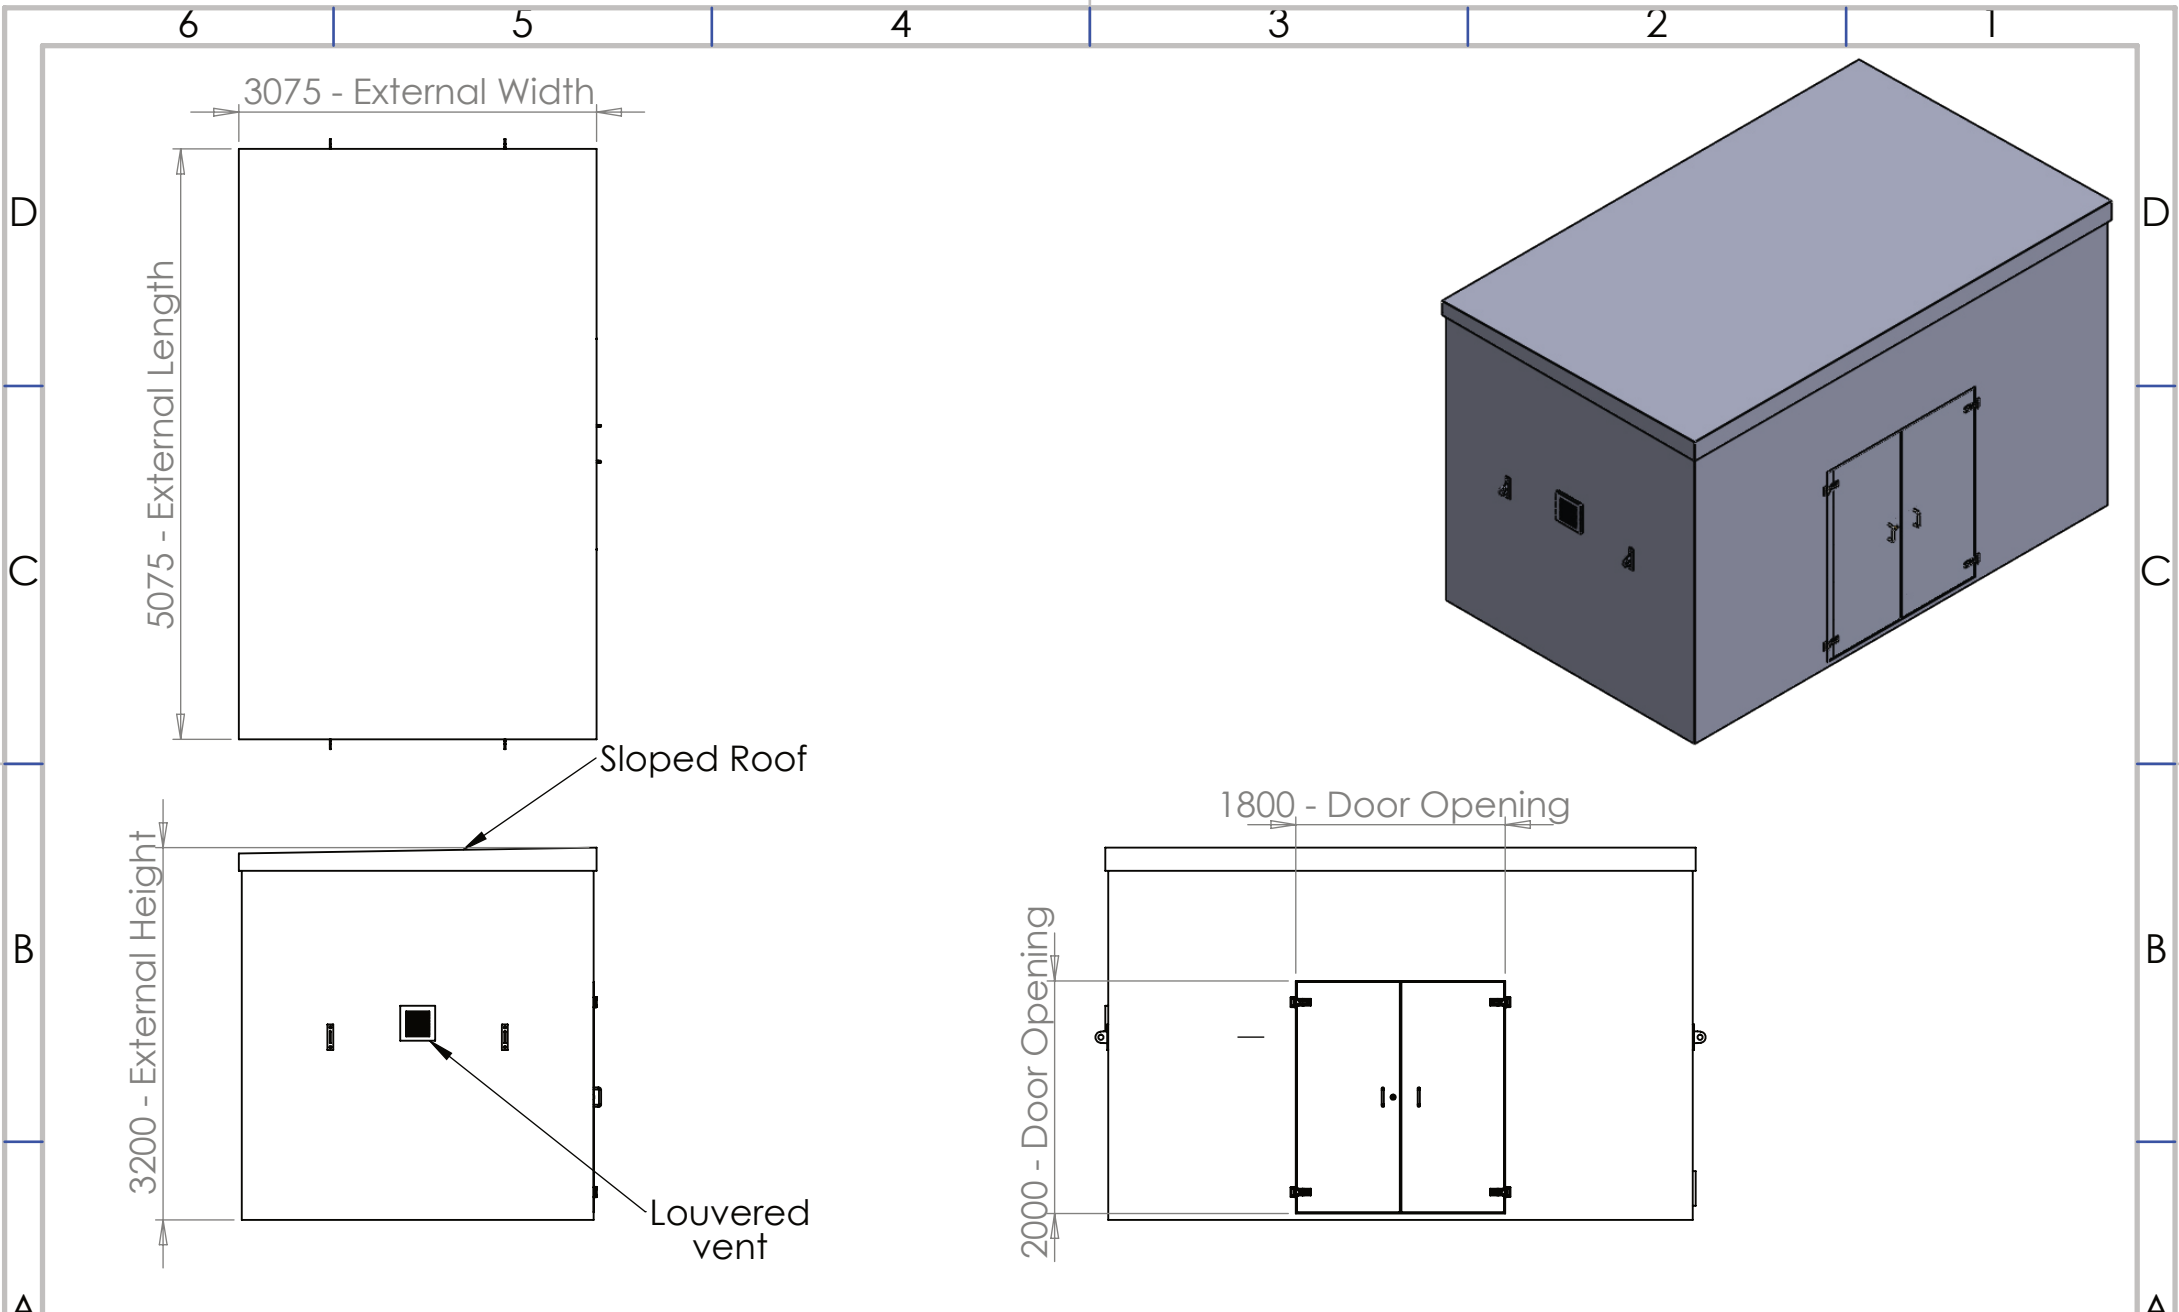 6 5 4 3 2 1
3075 - External Width
D D
5075 - External Length
C C
Sloped Roof
1800 - Door Opening
3200 - External Height
2000 - Door Opening
B B
Louvered
vent
A A